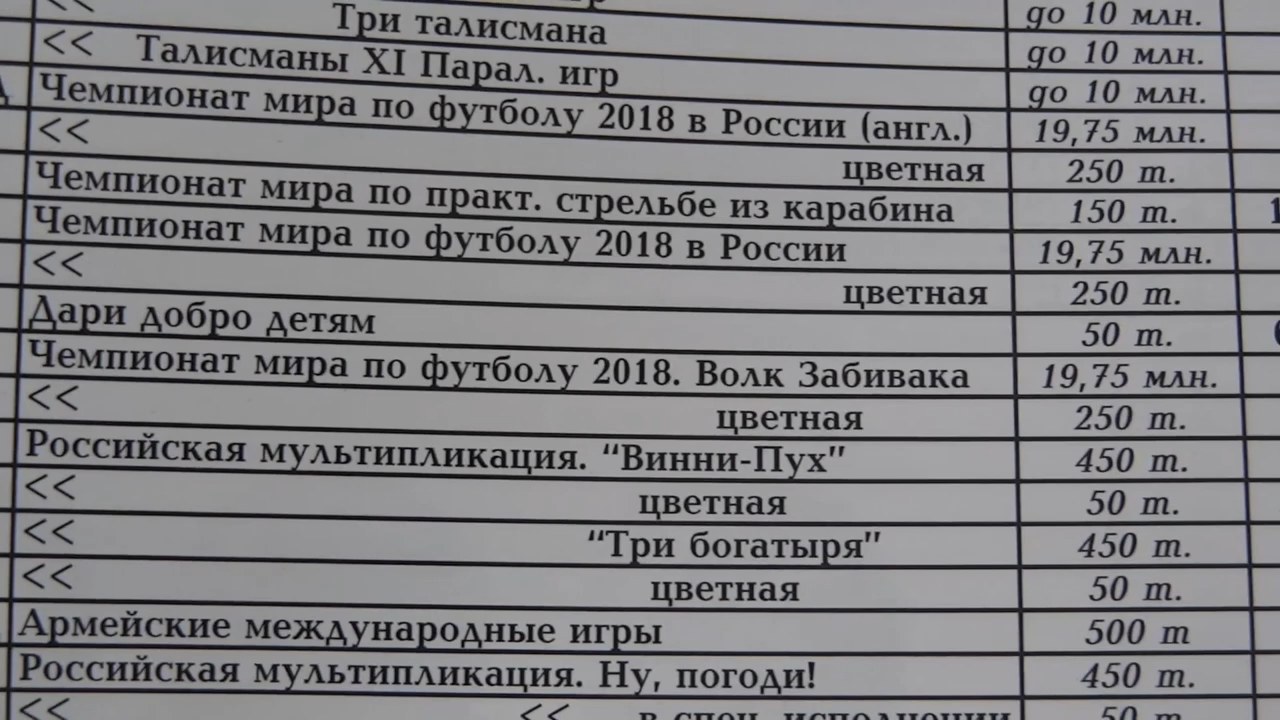 игр до 10 млн.
<< Три талисмана до 10 млн.
<< Талисманы XI Парал. игр до 10 млн.
Чемпионат мира по футболу 2018 в России (англ.) 19,75 млн.
<< цветная 250 т.
Чемпионат мира по практ. стрельбе из карабина 150 т.
Чемпионат мира по футболу 2018 в России 19,75 млн.
<< цветная 250 т.
Дари добро детям 50 т.
Чемпионат мира по футболу 2018. Волк Забивака 19,75 млн.
<< цветная 250 т.
Российская мультипликация. “Винни-Пух” 450 т.
<< цветная 50 т.
<< “Три богатыря” 450 т.
<< цветная 50 т.
Армейские международные игры 500 т
Российская мультипликация. Ну, погоди! 450 т.
<< << в спец. исполнении 50 т.